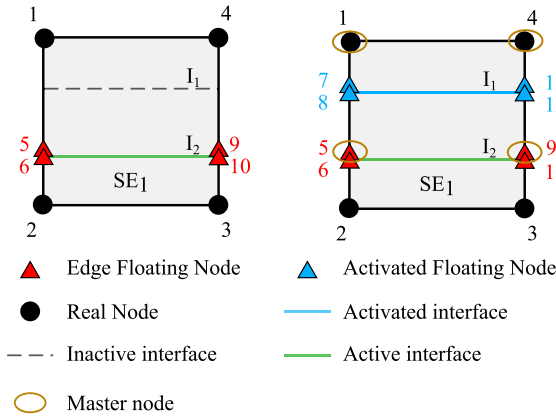 1 4 1 4
I1 7 I1 1
8 1
5 I2 9 5 I2 9
6 10 6 1
SE1 SE1
2 3 2 3
Edge Floating Node Activated Floating Node
Real Node Activated interface
Inactive interface Active interface
Master node